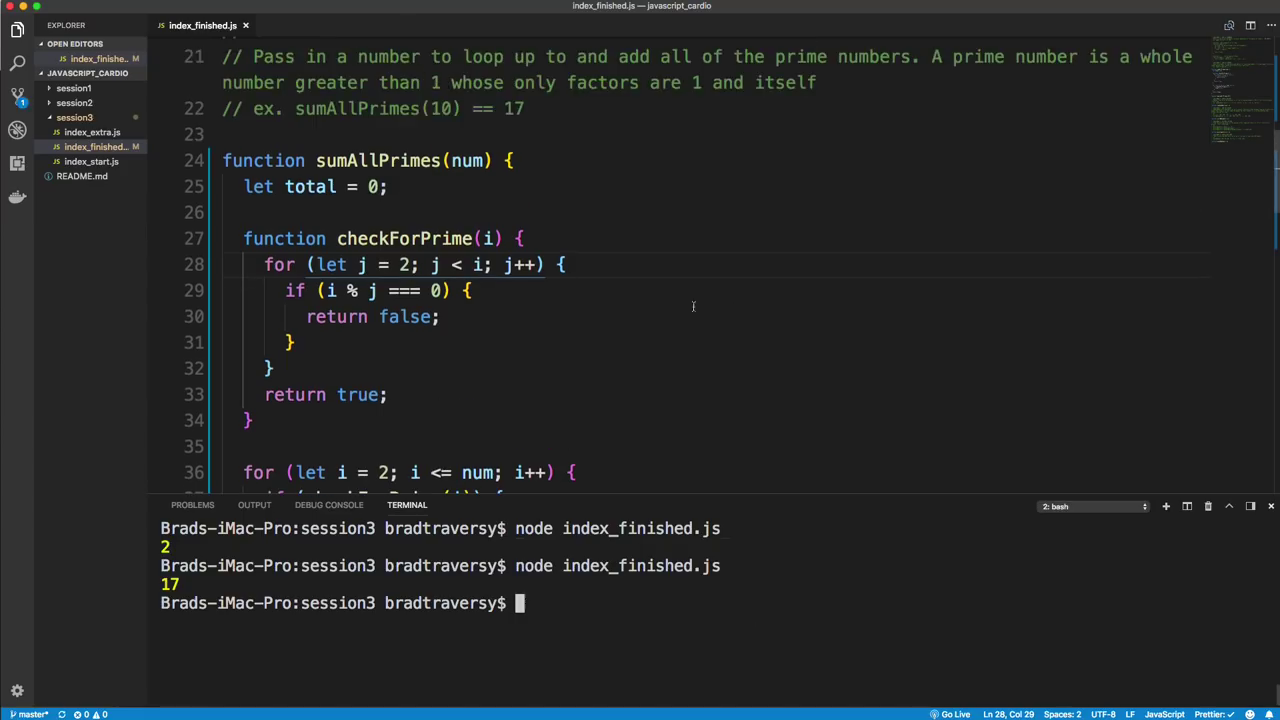 index_finished.js — javascript_cardio
EXPLORER
OPEN EDITORS
index_finishe... M
JAVASCRIPT_CARDIO
session1
session2
session3
index_extra.js
index_finished... M
index_start.js
README.md
1
index_finished.js ×
21 // Pass in a number to loop up to and add all of the prime numbers. A prime number is a whole
number greater than 1 whose only factors are 1 and itself
22 // ex. sumAllPrimes(10) == 17
23
24 function sumAllPrimes(num) {
25 let total = 0;
26
27 function checkForPrime(i) {
28 for (let j = 2; j < i; j++) {
29 if (i % j === 0) {
30 return false;
31 }
32 }
33 return true;
34 }
35
36 for (let i = 2; i <= num; i++) {
PROBLEMS OUTPUT DEBUG CONSOLE TERMINAL
2: bash
Brads-iMac-Pro:session3 bradtraversy$ node index_finished.js
2
Brads-iMac-Pro:session3 bradtraversy$ node index_finished.js
17
Brads-iMac-Pro:session3 bradtraversy$
master* 0 0 Go Live Ln 28, Col 29 Spaces: 2 UTF-8 LF JavaScript Prettier: ✓